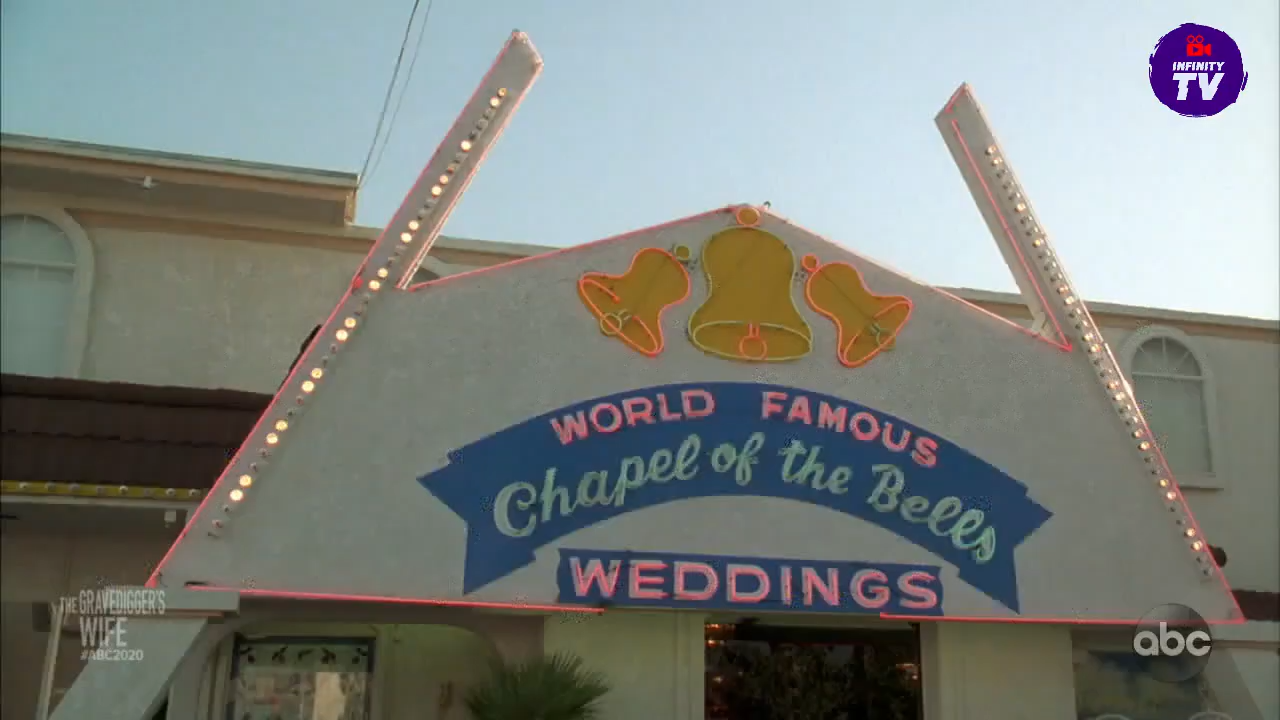 INFINITY
TV
WORLD FAMOUS
Chapel of the Bells
WEDDINGS
THE GRAVEDIGGER'S
WIFE
#ABC2020
abc